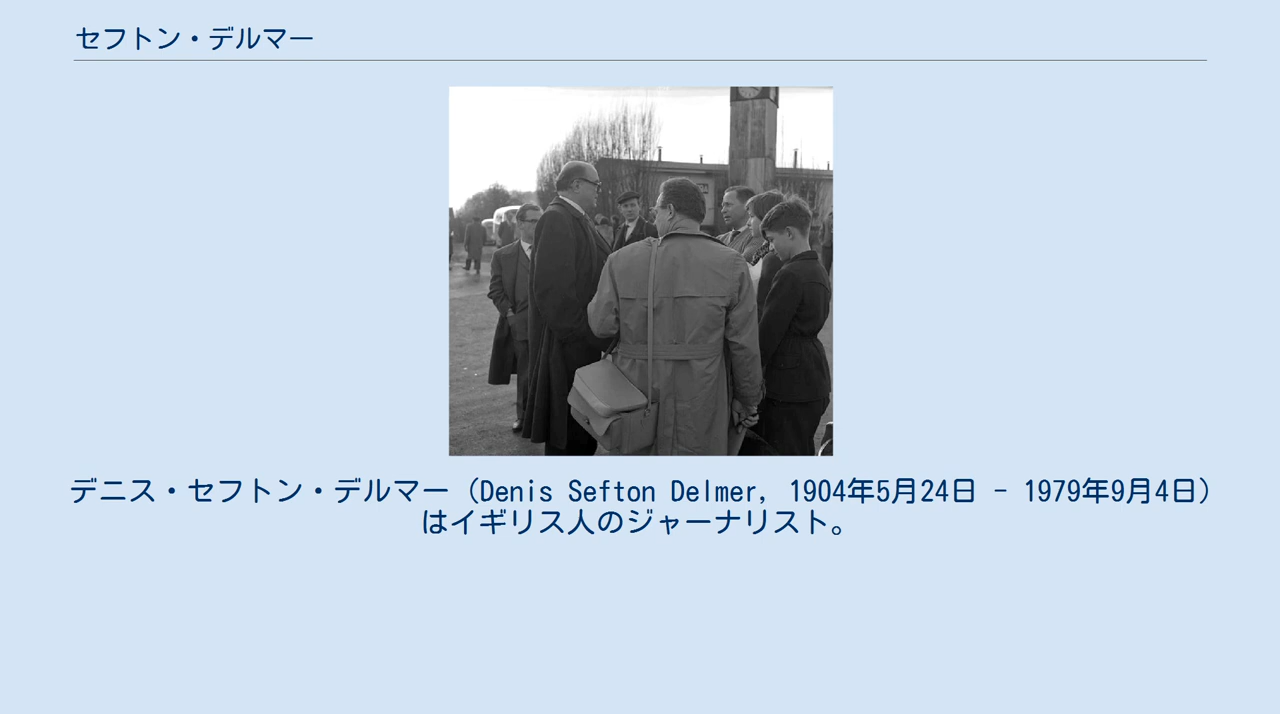 セフトン・デルマー
デニス・セフトン・デルマー（Denis Sefton Delmer, 1904年5月24日 - 1979年9月4日）
はイギリス人のジャーナリスト。